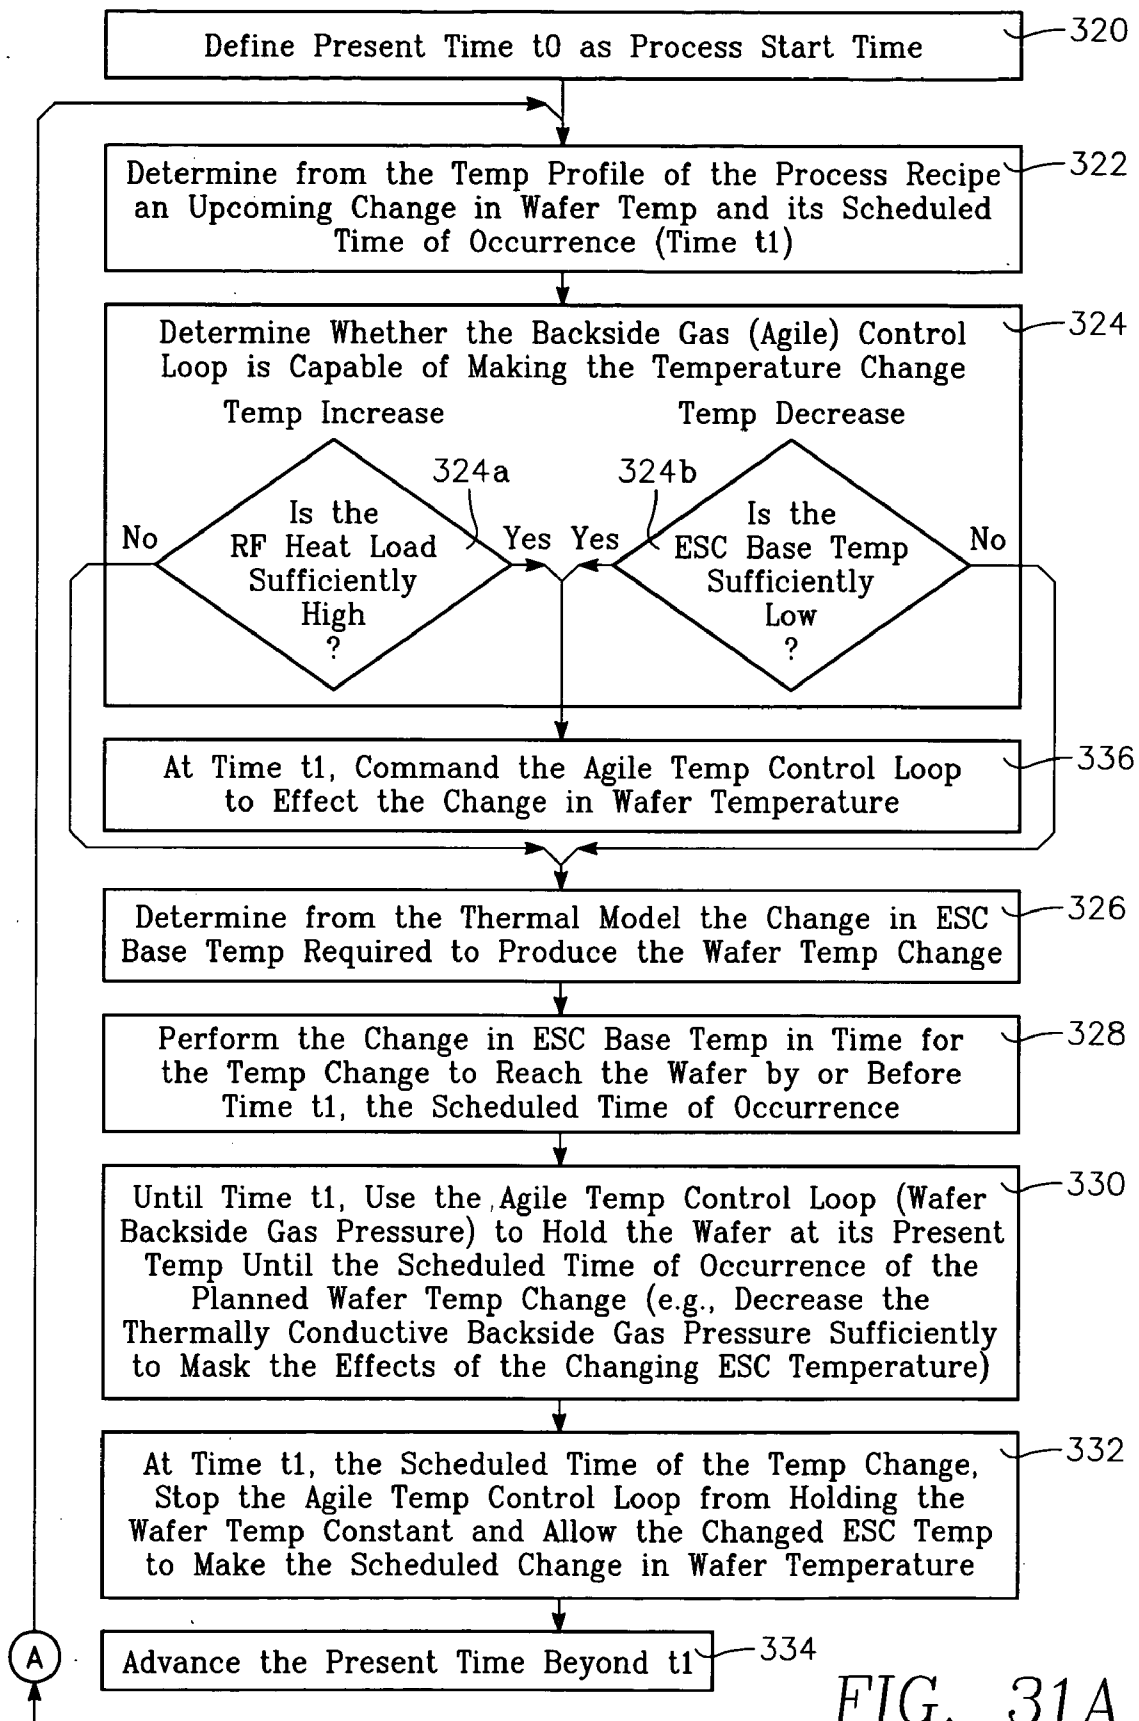 Define Present Time t0 as Process Start Time
320
Determine from the Temp Profile of the Process Recipe
an Upcoming Change in Wafer Temp and its Scheduled
Time of Occurrence (Time t1)
322
Determine Whether the Backside Gas (Agile) Control
Loop is Capable of Making the Temperature Change
324
Temp Increase
Temp Decrease
324a
324b
No
Is the
RF Heat Load
Sufficiently
High
?
Yes
Yes
Is the
ESC Base Temp
Sufficiently
Low
?
No
At Time t1, Command the Agile Temp Control Loop
to Effect the Change in Wafer Temperature
336
Determine from the Thermal Model the Change in ESC
Base Temp Required to Produce the Wafer Temp Change
326
Perform the Change in ESC Base Temp in Time for
the Temp Change to Reach the Wafer by or Before
Time t1, the Scheduled Time of Occurrence
328
Until Time t1, Use the Agile Temp Control Loop (Wafer
Backside Gas Pressure) to Hold the Wafer at its Present
Temp Until the Scheduled Time of Occurrence of the
Planned Wafer Temp Change (e.g., Decrease the
Thermally Conductive Backside Gas Pressure Sufficiently
to Mask the Effects of the Changing ESC Temperature)
330
At Time t1, the Scheduled Time of the Temp Change,
Stop the Agile Temp Control Loop from Holding the
Wafer Temp Constant and Allow the Changed ESC Temp
to Make the Scheduled Change in Wafer Temperature
332
A
Advance the Present Time Beyond t1
334
FIG. 31A